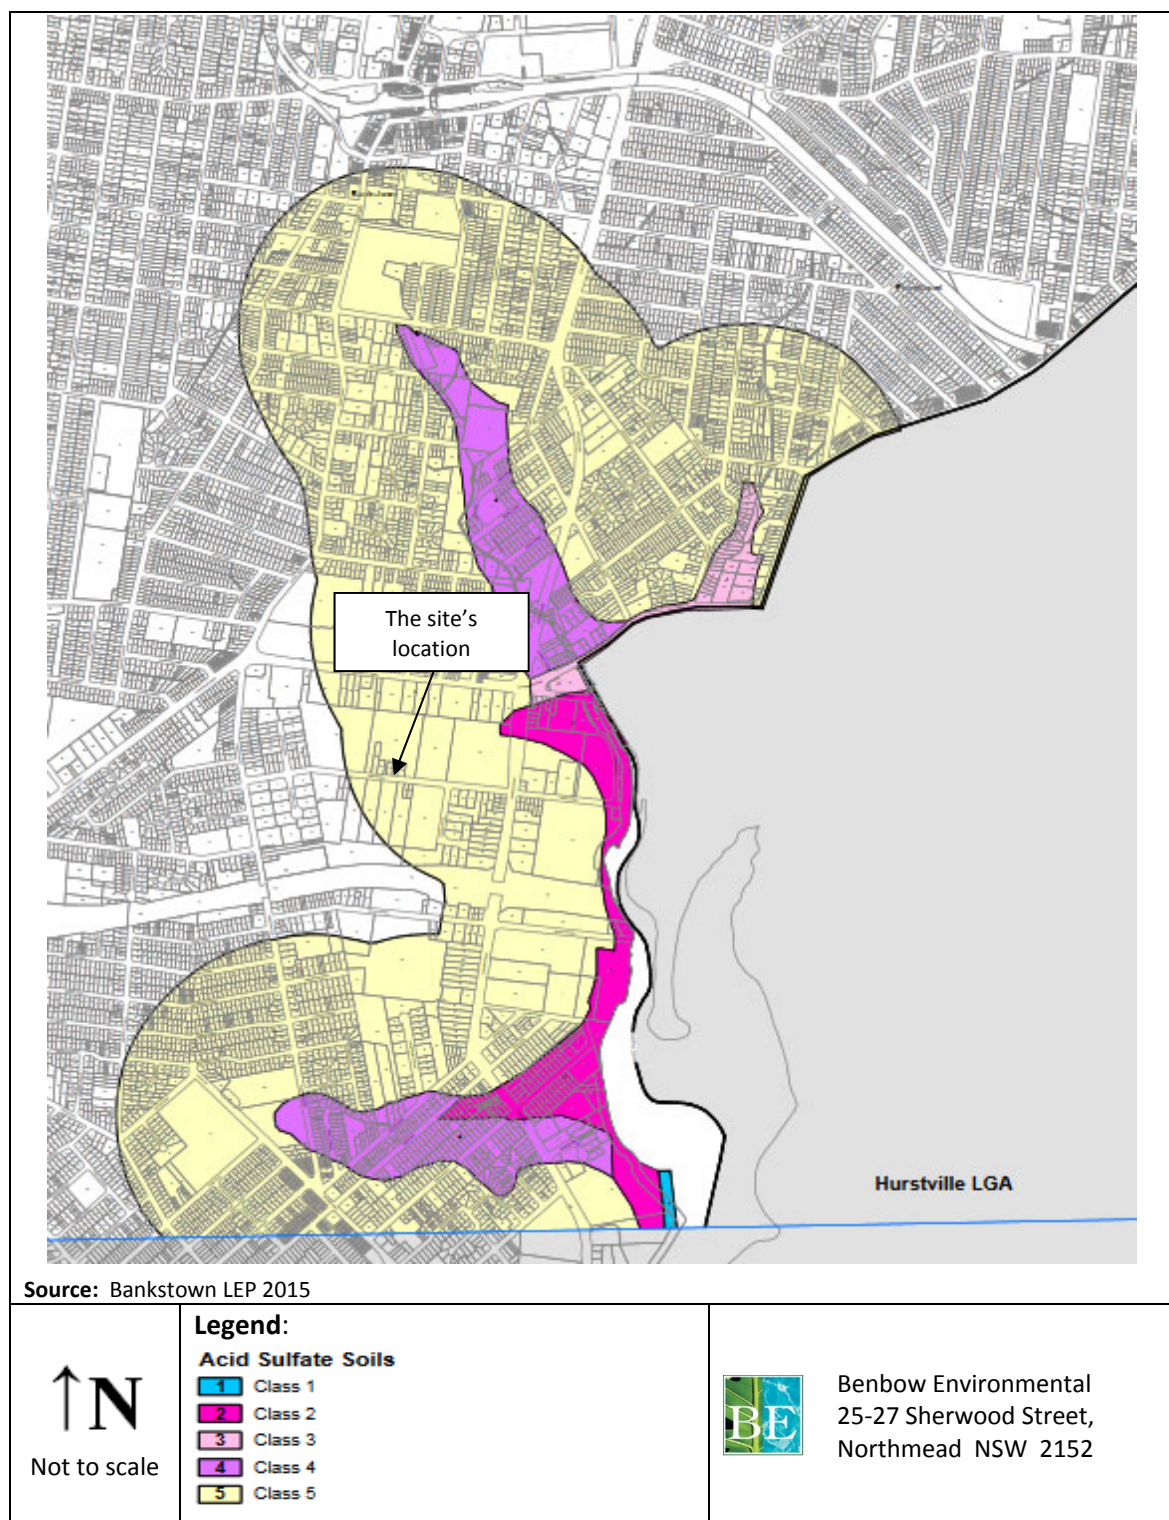 The site's
location
Hurstville LGA
Source: Bankstown LEP 2015
Legend:
Acid Sulfate Soils
1 Class 1
2 Class 2
3 Class 3
4 Class 4
5 Class 5
↑N
Not to scale
BE
Benbow Environmental
25-27 Sherwood Street,
Northmead NSW 2152